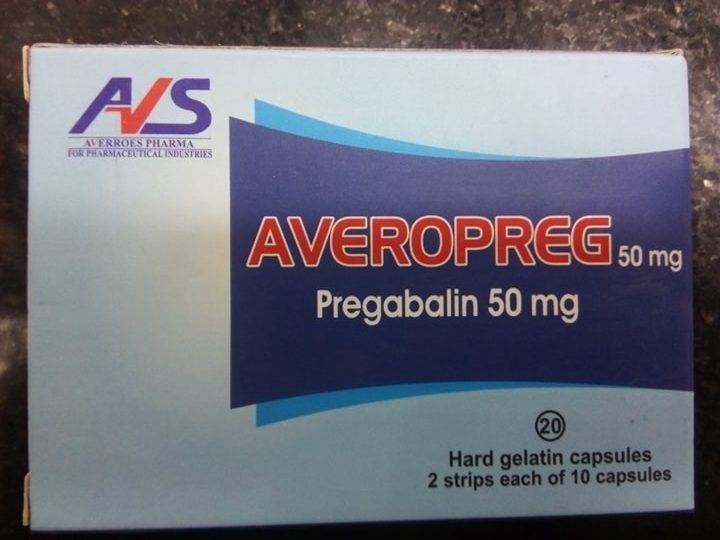 AVS
AVERROES PHARMA
FOR PHARMACEUTICAL INDUSTRIES
AVEROPREG 50 mg
Pregabalin 50 mg
20
Hard gelatin capsules
2 strips each of 10 capsules